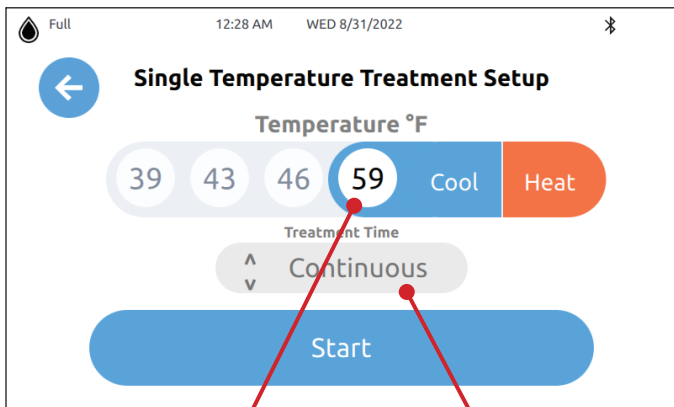 Full 12:28 AM WED 8/31/2022
Single Temperature Treatment Setup
Temperature °F
39 43 46 59 Cool Heat
Treatment Time
Continuous
Start